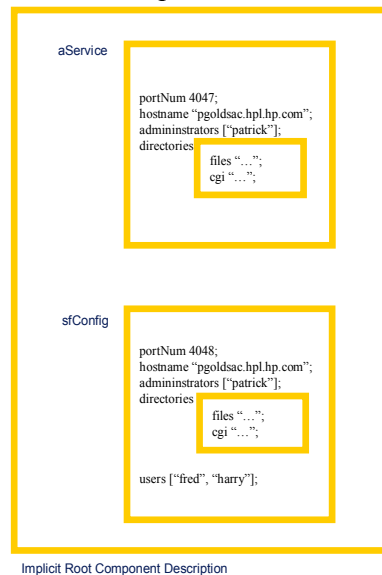 aService
portNum 4047;
hostname “pgoldsac.hpl.hp.com”;
admininstrators [“patrick”];
directories
files “…”;
cgi “…”;
sfConfig
portNum 4048;
hostname “pgoldsac.hpl.hp.com”;
admininstrators [“patrick”];
directories
files “…”;
cgi “…”;
users [“fred”, “harry”];
Implicit Root Component Description